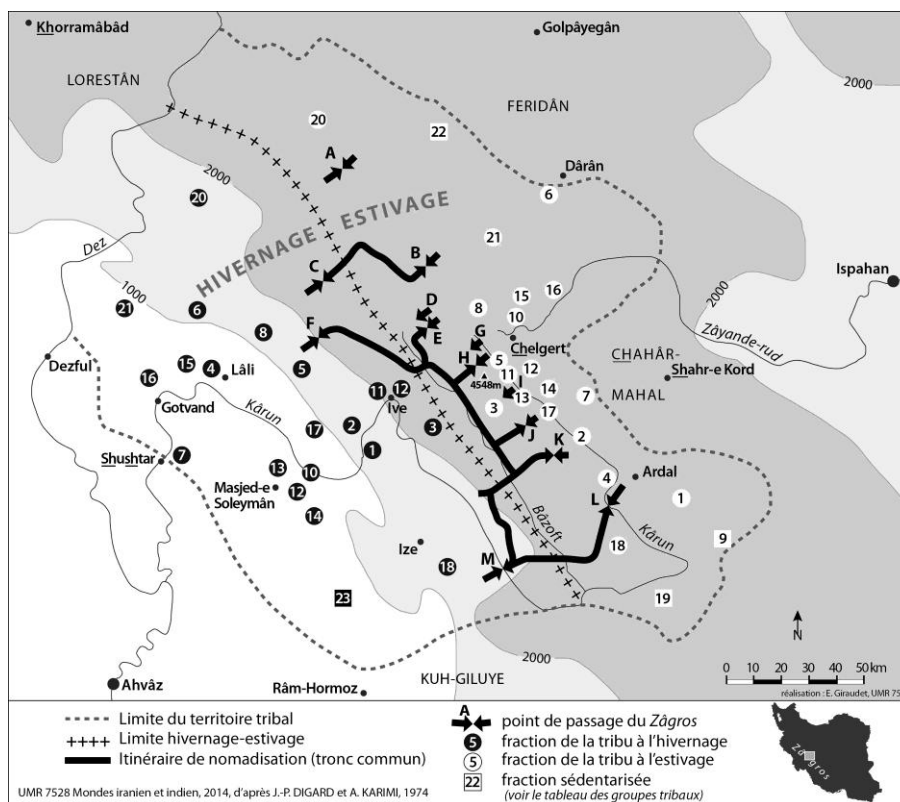 Khorramâbâd
Golpâyegân
LORESTÂN
FERIDÂN
2000
20
22
A
Dârân
6
2000
20
HIVERNAGE
ESTIVAGE
21
Dez
B
C
Ispahan
1000
D
E
F
G
H
8
15
16
10
2000
Zâyande-rud
21
6
8
Chelgert
CHAHÂR-
MAHAL
Shahr-e Kord
Dezful
15
4
Lâli
5
5
12
11
4548m
I
14
13
7
16
Gotvand
11
12
Ive
3
17
J
Kârun
17
2
3
2
K
Shushtar
7
1
13
10
Masjed-e
Soleymân
12
14
4
Ardal
1
L
Bâzoft
Kârun
9
Ize
18
M
18
23
19
N
2000
KUH-GILUYE
0 10 20 30 40 50 km
Ahvâz
Râm-Hormoz
réalisation : E. Giraudet, UMR 75
Limite du territoire tribal
Limite hivernage-estivage
Itinéraire de nomadisation (tronc commun)
A point de passage du Zâgros
5 fraction de la tribu à l'hivernage
5 fraction de la tribu à l'estivage
22 fraction sédentarisée
(voir le tableau des groupes tribaux)
Zâgros
UMR 7528 Mondes iranien et indien, 2014, d'après J.-P. DIGARD et A. KARIMI, 1974